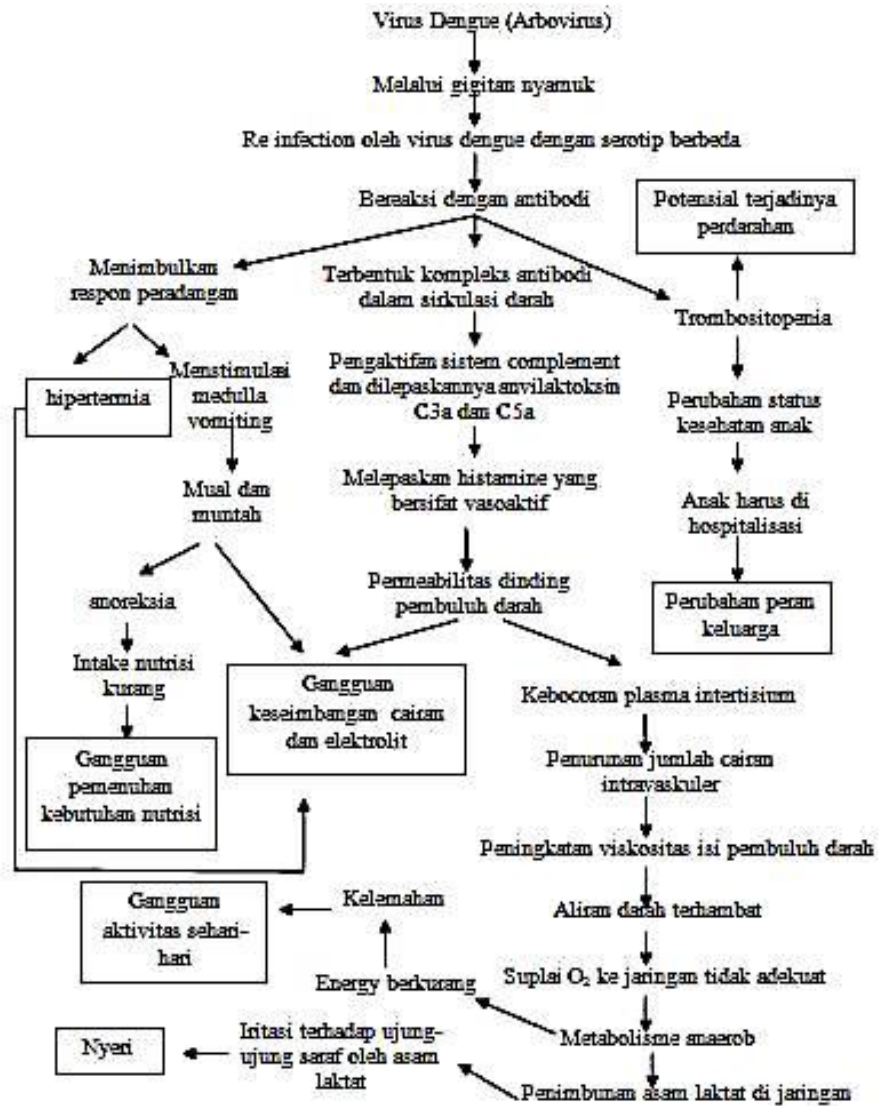 Virus Dengue (Arbovirus)
Melalui gigitan nyamuk
Re infection oleh virus dengue dengan serotip berbeda
Bereaksi dengan antibodi
Potensial terjadinya
perdarahan
Menimbulkan
respon peradangan
Terbentuk kompleks antibodi
dalam sirkulasi darah
Trombositopenia
hipertermia
Menstimulasi
medulla
vomiting
Pengaktifan sistem complement
dan dilepaskannya anvilaktoksin
C3a dan C5a
Perubahan status
kesehatan anak
Mual dan
muntah
Melepaskan histamine yang
bersifat vasoaktif
Anak harus di
hospitalisasi
anoreksia
Permeabilitas dinding
pembuluh darah
Perubahan peran
keluarga
Intake nutrisi
kurang
Gangguan
keseimbangan cairan
dan elektrolit
Kebocoran plasma intertisium
Gangguan
pemenuhan
kebutuhan nutrisi
Penurunan jumlah cairan
intravaskuler
Peningkatan viskositas isi pembuluh darah
Gangguan
aktivitas sehari-
hari
Kelemahan
Aliran darah terhambat
Energy berkurang
Suplai O₂ ke jaringan tidak adekuat
Nyeri
Iritasi terhadap ujung-
ujung saraf oleh asam
laktat
Metabolisme anaerob
Penimbunan asam laktat di jaringan